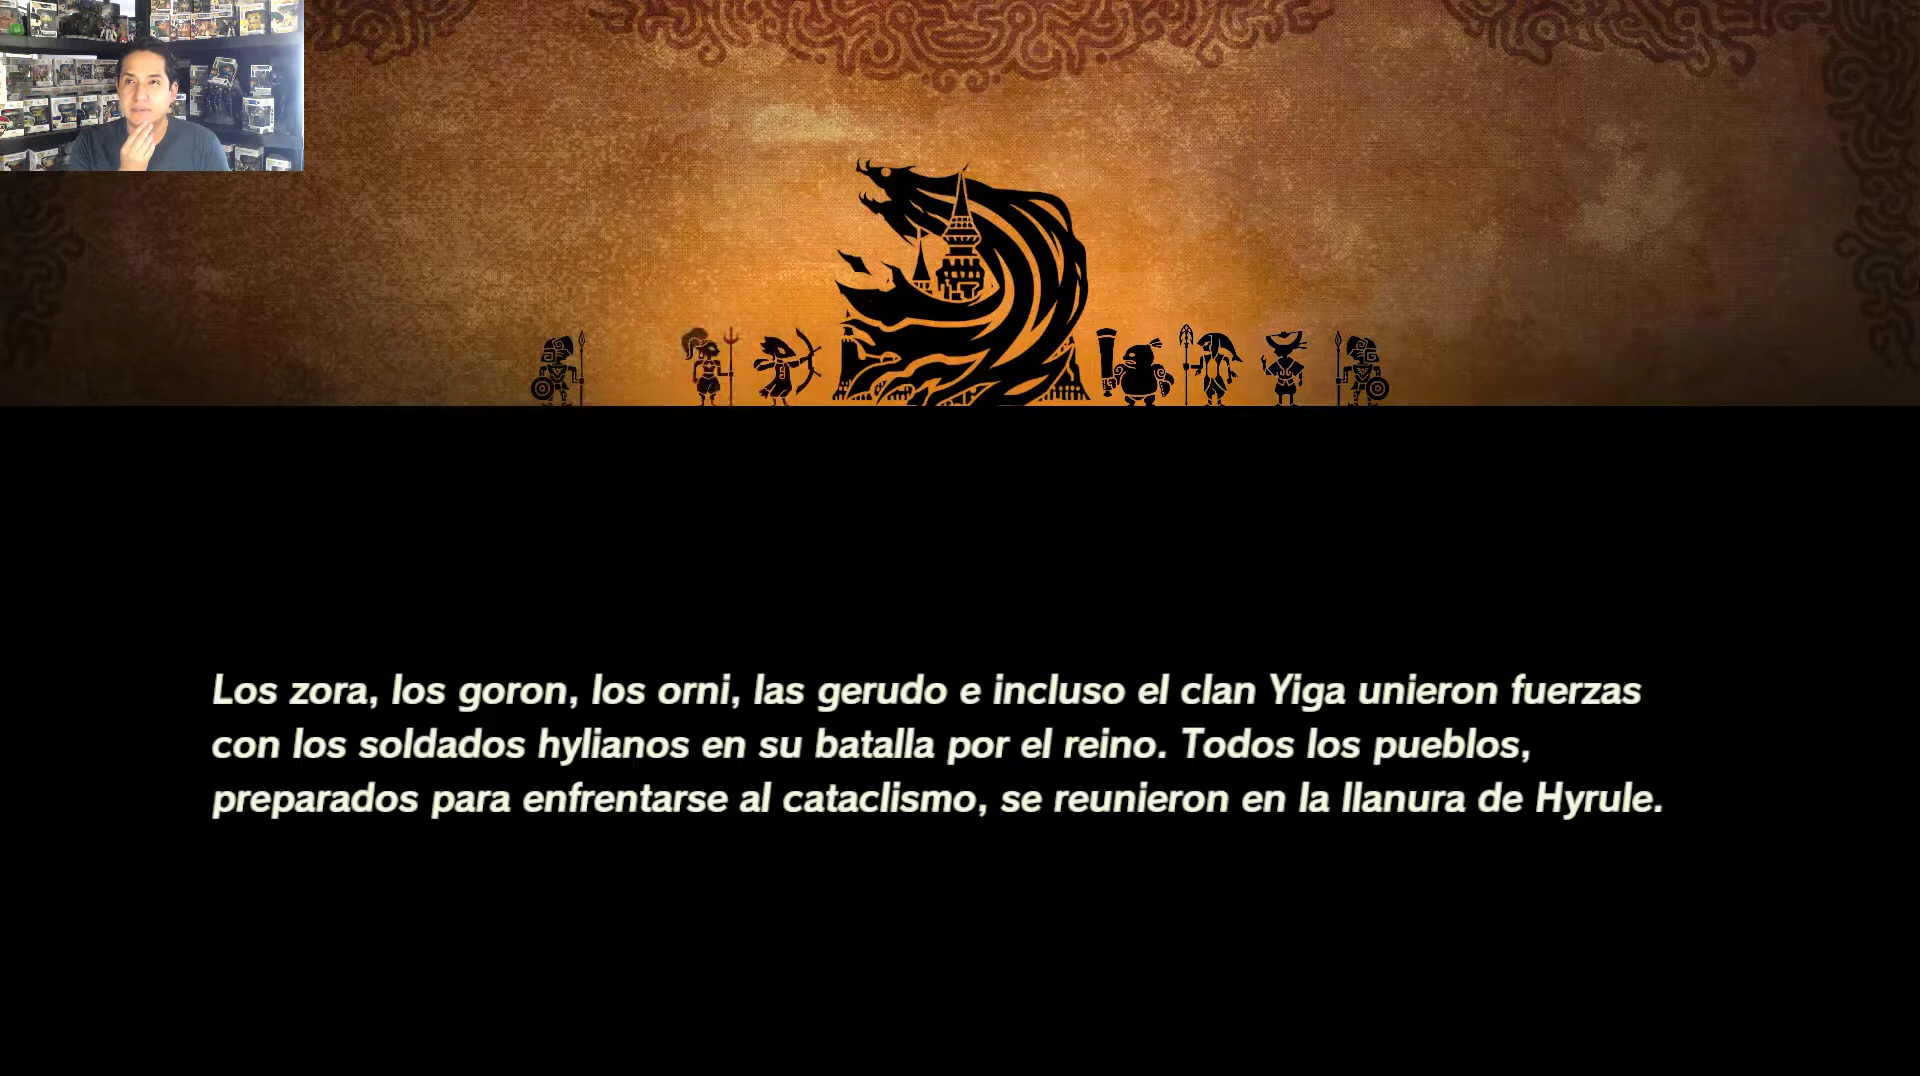 Los zora, los goron, los orni, las gerudo e incluso el clan Yiga unieron fuerzas
con los soldados hylianos en su batalla por el reino. Todos los pueblos,
preparados para enfrentarse al cataclismo, se reunieron en la llanura de Hyrule.